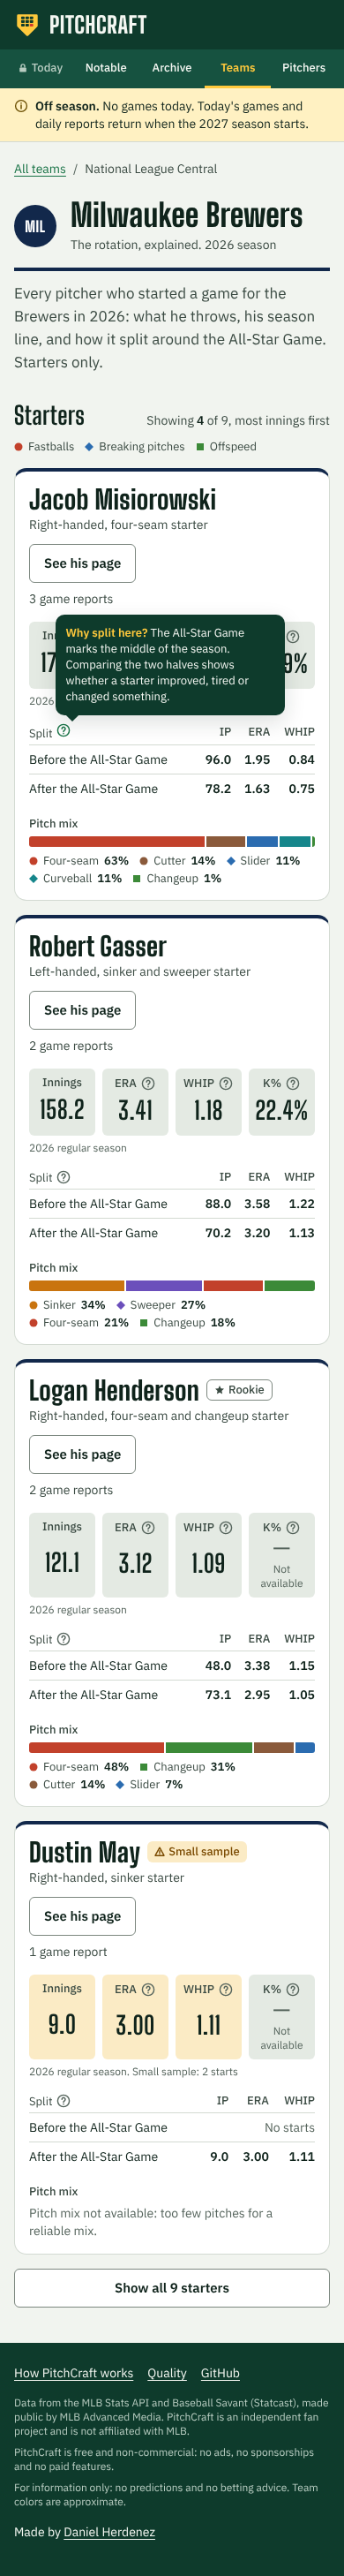 PITCHCRAFT
Today Notable Archive Teams Pitchers
Off season. No games today. Today's games and
daily reports return when the 2027 season starts.
All teams / National League Central
MIL
Milwaukee Brewers
The rotation, explained. 2026 season
Every pitcher who started a game for the
Brewers in 2026: what he throws, his season
line, and how it split around the All-Star Game.
Starters only.
Starters
Showing 4 of 9, most innings first
Fastballs Breaking pitches Offspeed
Jacob Misiorowski
Right-handed, four-seam starter
See his page
3 game reports
Why split here? The All-Star Game
marks the middle of the season.
Comparing the two halves shows
whether a starter improved, tired or
changed something.
Split ? IP ERA WHIP
Before the All-Star Game 96.0 1.95 0.84
After the All-Star Game 78.2 1.63 0.75
Pitch mix
Four-seam 63% Cutter 14% Slider 11%
Curveball 11% Changeup 1%
Robert Gasser
Left-handed, sinker and sweeper starter
See his page
2 game reports
Innings ERA ? WHIP ? K% ?
158.2 3.41 1.18 22.4%
2026 regular season
Split ? IP ERA WHIP
Before the All-Star Game 88.0 3.58 1.22
After the All-Star Game 70.2 3.20 1.13
Pitch mix
Sinker 34% Sweeper 27%
Four-seam 21% Changeup 18%
Logan Henderson Rookie
Right-handed, four-seam and changeup starter
See his page
2 game reports
Innings ERA ? WHIP ? K% ?
121.1 3.12 1.09 —
Not
available
2026 regular season
Split ? IP ERA WHIP
Before the All-Star Game 48.0 3.38 1.15
After the All-Star Game 73.1 2.95 1.05
Pitch mix
Four-seam 48% Changeup 31%
Cutter 14% Slider 7%
Dustin May Small sample
Right-handed, sinker starter
See his page
1 game report
Innings ERA ? WHIP ? K% ?
9.0 3.00 1.11 —
Not
available
2026 regular season. Small sample: 2 starts
Split ? IP ERA WHIP
Before the All-Star Game No starts
After the All-Star Game 9.0 3.00 1.11
Pitch mix
Pitch mix not available: too few pitches for a
reliable mix.
Show all 9 starters
How PitchCraft works Quality GitHub
Data from the MLB Stats API and Baseball Savant (Statcast), made
public by MLB Advanced Media. PitchCraft is an independent fan
project and is not affiliated with MLB.
PitchCraft is free and non-commercial: no ads, no sponsorships
and no paid features.
For information only: no predictions and no betting advice. Team
colors are approximate.
Made by Daniel Herdenez